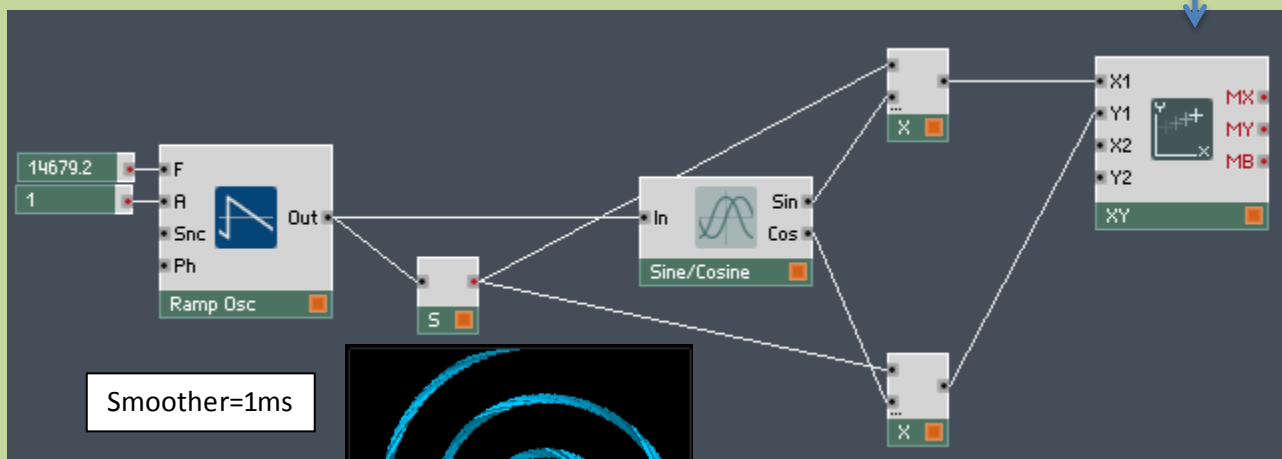 14679.2
1
F
A
Snc
Ph
Out
Ramp Osc
S
In
Sin
Cos
Sine/Cosine
...
X
...
X
X1
Y1
X2
Y2
Y
X
MX
MY
MB
XY
Smoother=1ms